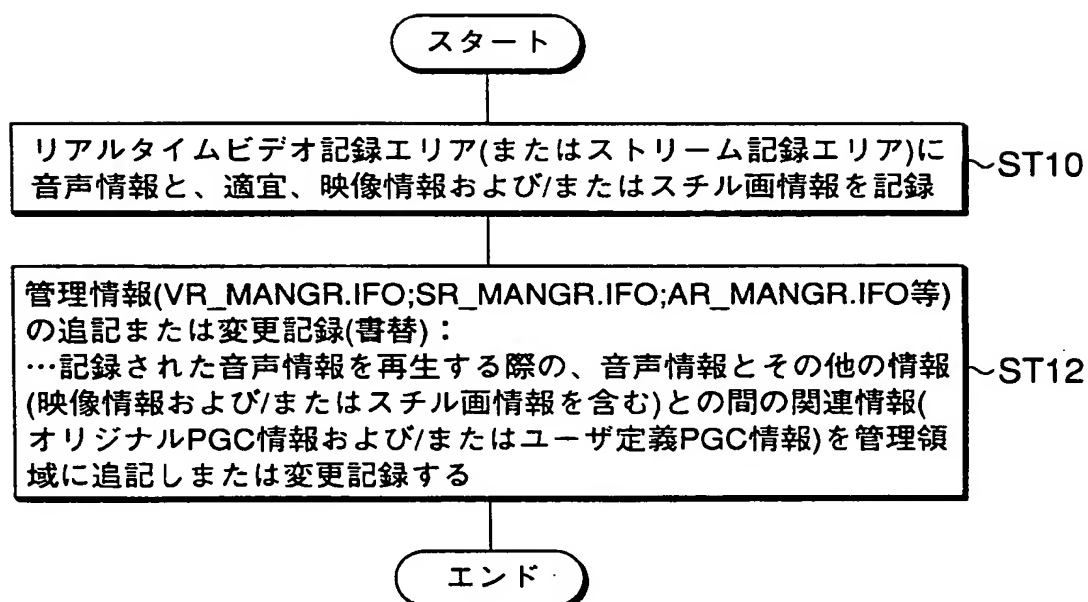 スタート
リアルタイムビデオ記録エリア(またはストリーム記録エリア)に
音声情報と、適宜、映像情報および/またはスチル画情報を記録
~ST10
管理情報(VR_MANGR.IFO;SR_MANGR.IFO;AR_MANGR.IFO等)
の追記または変更記録(書替)：
…記録された音声情報を再生する際の、音声情報とその他の情報
(映像情報および/またはスチル画情報を含む)との間の関連情報(
オリジナルPGC情報および/またはユーザ定義PGC情報)を管理領
域に追記しまたは変更記録する
~ST12
エンド